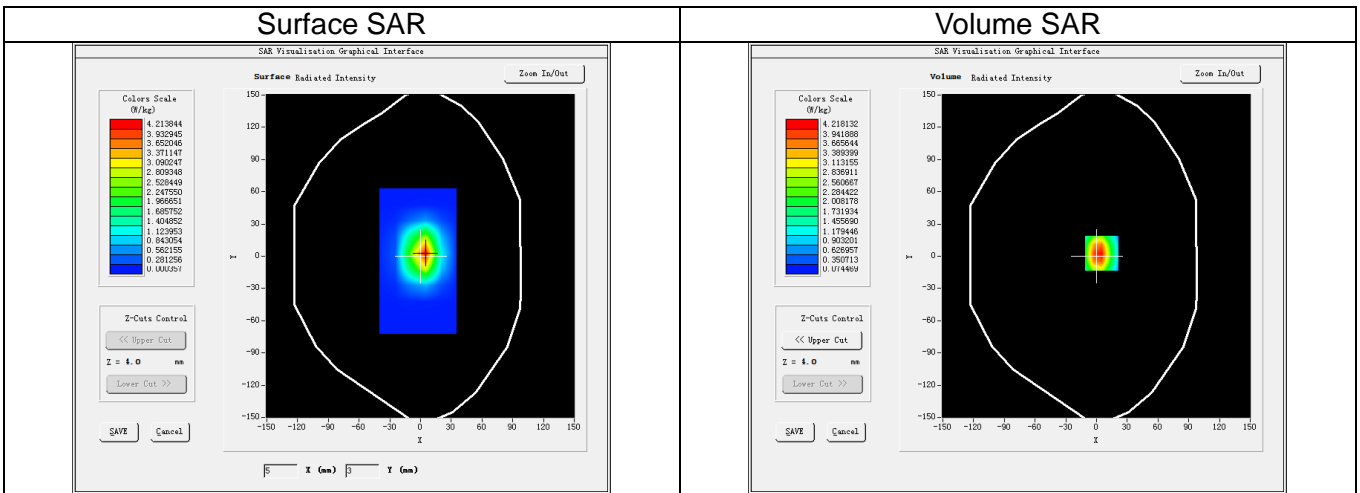 Surface SAR
Volume SAR
SAR Visualisation Graphical Interface
Surface Radiated Intensity
Zoom In/Out
Colors Scale
(W/kg)
4.213844
3.932945
3.652046
3.371147
3.090247
2.809348
2.528449
2.247550
1.966651
1.685752
1.404852
1.123953
0.843054
0.562155
0.281256
0.000357
150
120
90
60
30
0
-30
-60
-90
-120
-150
Y
-150 -120 -90 -60 -30 0 30 60 90 120 150
X
Z-Cuts Control
<< Upper Cut
Z = 4.0 mm
Lower Cut >>
SAVE Cancel
5 X (mm) 3 Y (mm)
SAR Visualisation Graphical Interface
Volume Radiated Intensity
Zoom In/Out
Colors Scale
(W/kg)
4.218132
3.941888
3.665644
3.389399
3.113155
2.836911
2.560667
2.284422
2.008178
1.731934
1.455690
1.179446
0.903201
0.626957
0.350713
0.074469
150
120
90
60
30
0
-30
-60
-90
-120
-150
Y
-150 -120 -90 -60 -30 0 30 60 90 120 150
X
Z-Cuts Control
<< Upper Cut
Z = 4.0 mm
Lower Cut >>
SAVE Cancel